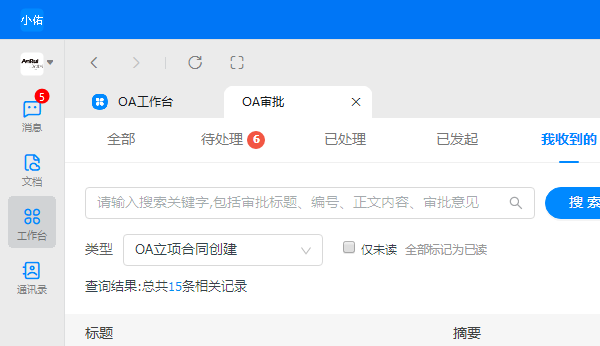 小佑
AnRui
5
消息
文档
工作台
通讯录
OA工作台
OA审批
全部
待处理 6
已处理
已发起
我收到的
请输入搜索关键字,包括审批标题、编号、正文内容、审批意见
搜 索
类型
OA立项合同创建
仅未读
全部标记为已读
查询结果:总共15条相关记录
标题
摘要